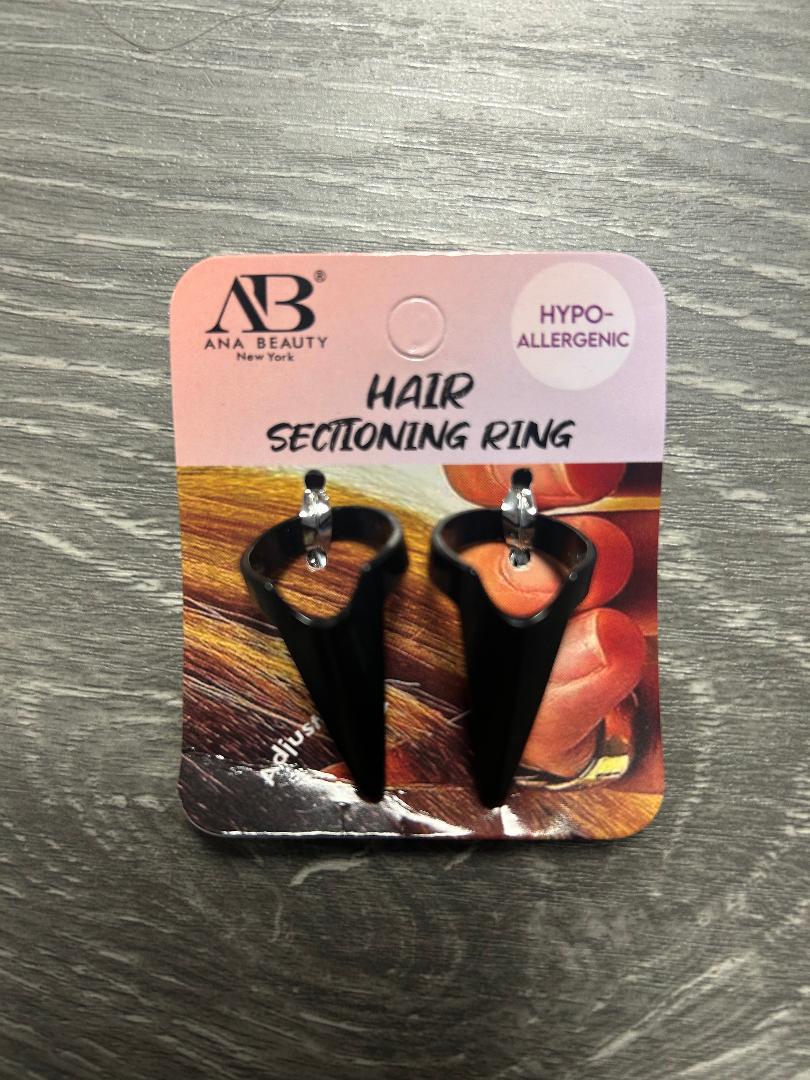 AB®
ANA BEAUTY
New York
HYPO-
ALLERGENIC
HAIR
SECTIONING RING